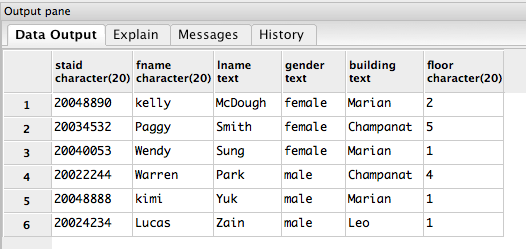 Output pane
Data Output Explain Messages History
staid fname lname gender building floor
character(20) character(20) text text text character(20)
1 20048890 kelly McDough female Marian 2
2 20034532 Paggy Smith female Champanat 5
3 20040053 Wendy Sung female Marian 1
4 20022244 Warren Park male Champanat 4
5 20048888 kimi Yuk male Marian 1
6 20024234 Lucas Zain male Leo 1